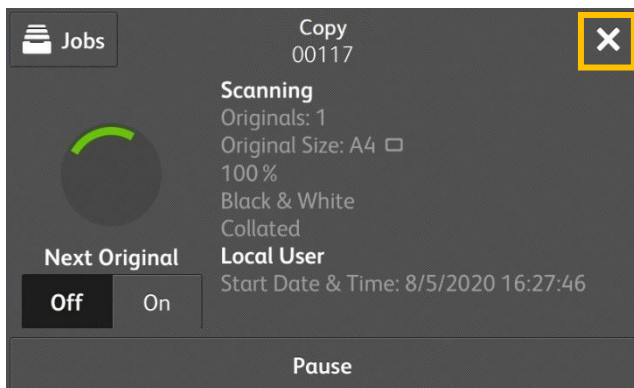 Jobs
Copy
00117
Scanning
Originals: 1
Original Size: A4
100 %
Black & White
Collated
Local User
Start Date & Time: 8/5/2020 16:27:46
Next Original
Off On
Pause